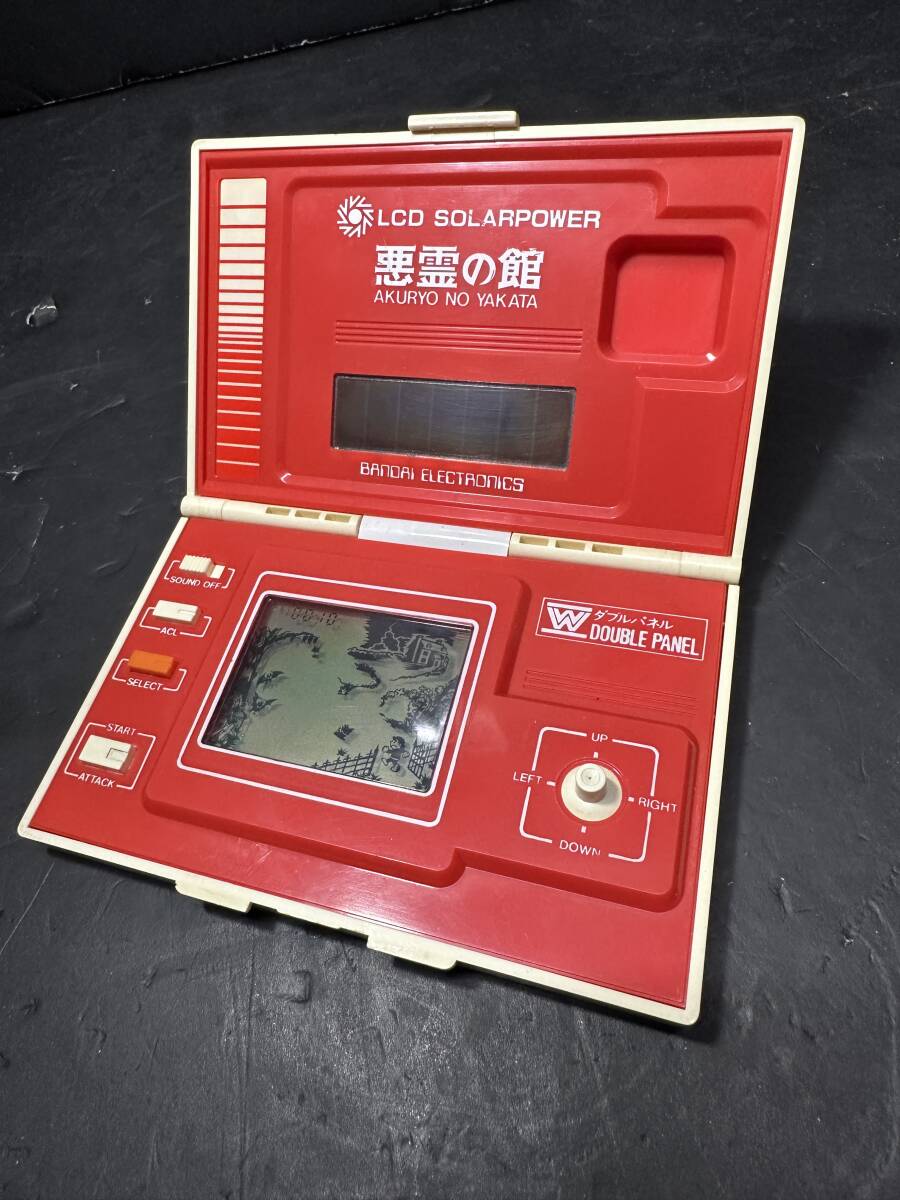 LCD SOLARPOWER
悪霊の館
AKURYO NO YAKATA
BANDAI ELECTRONICS
SOUND OFF
ACL
SELECT
START
ATTACK
W ダブルパネル
DOUBLE PANEL
UP
LEFT
RIGHT
DOWN